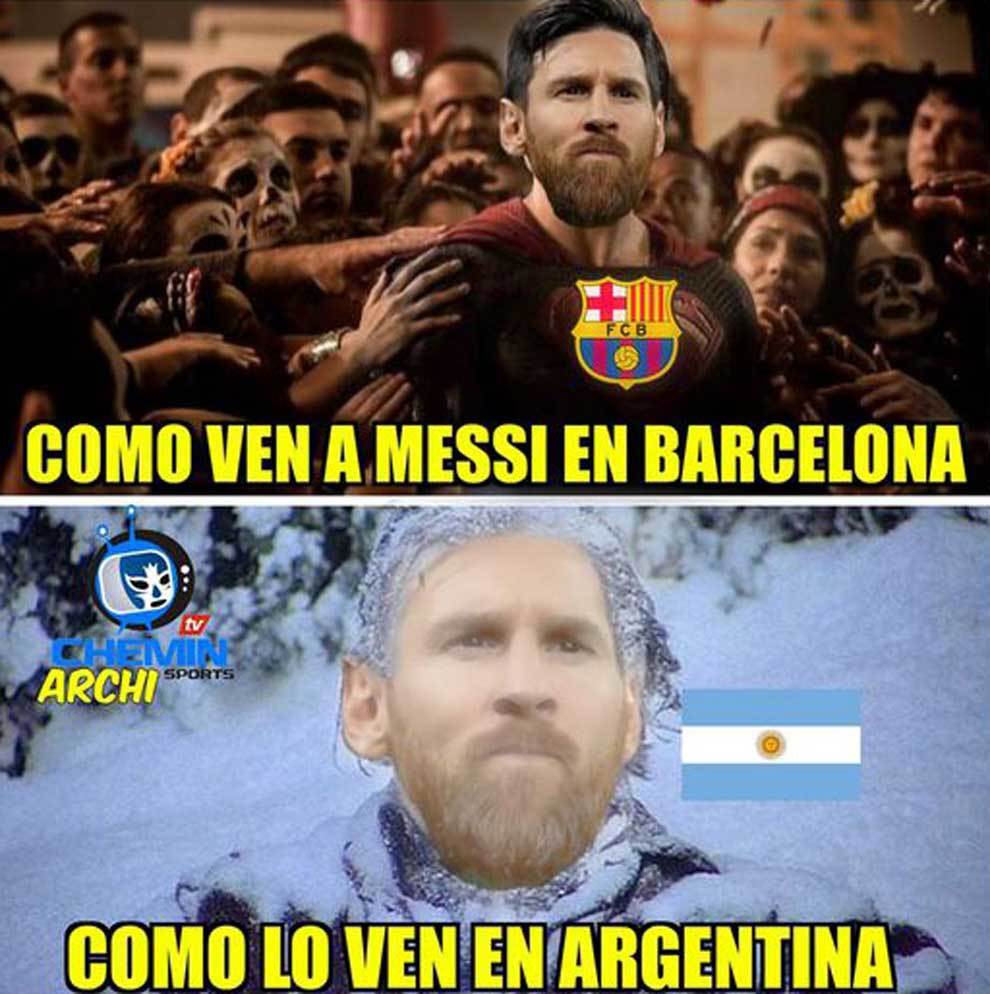 FCB
COMO VEN A MESSI EN BARCELONA
tv
CHEMIN
SPORTS
ARCHI
COMO LO VEN EN ARGENTINA